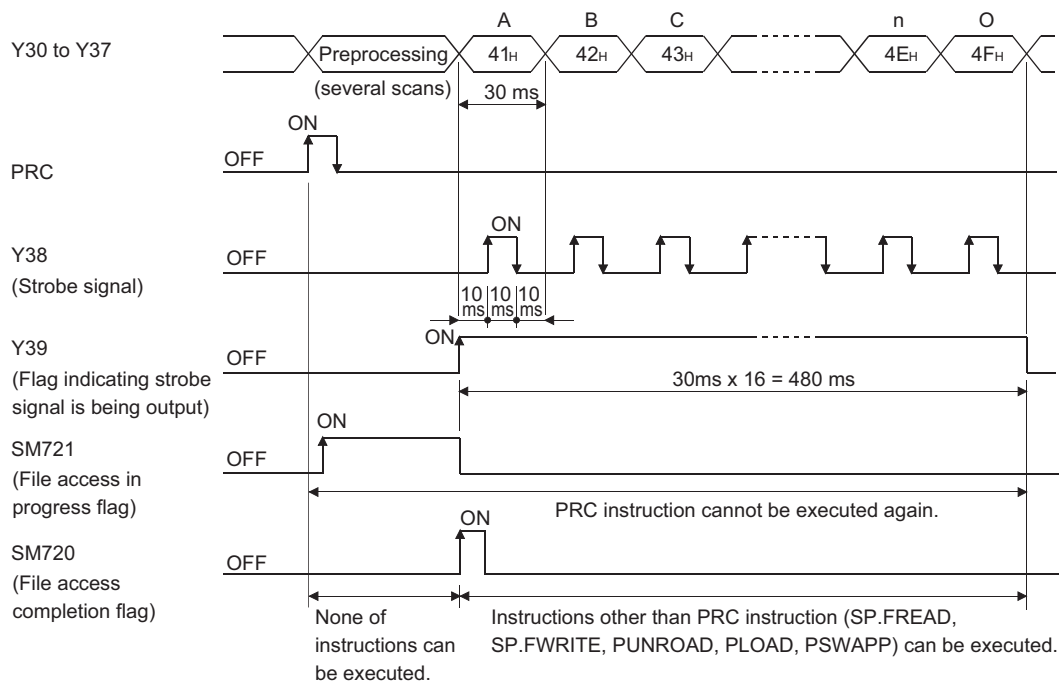 A B C n O
Y30 to Y37 Preprocessing 41H 42H 43H 4EH 4FH
(several scans) 30 ms
ON
PRC OFF
ON
Y38 OFF
(Strobe signal)
10 ms 10 ms 10 ms
Y39 OFF ON
(Flag indicating strobe signal is being output)
30ms x 16 = 480 ms
ON
SM721 OFF
(File access in
progress flag) PRC instruction cannot be executed again.
ON
SM720 OFF
(File access
completion flag)
None of
instructions can
be executed.
Instructions other than PRC instruction (SP.FREAD,
SP.FWRITE, PUNROAD, PLOAD, PSWAPP) can be executed.